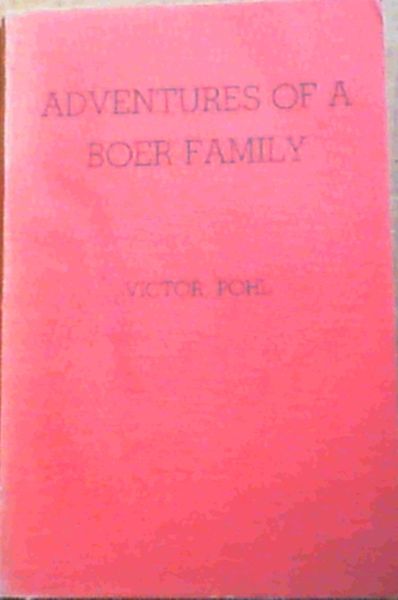 ADVENTURES OF A
BOER FAMILY
VICTOR POHL